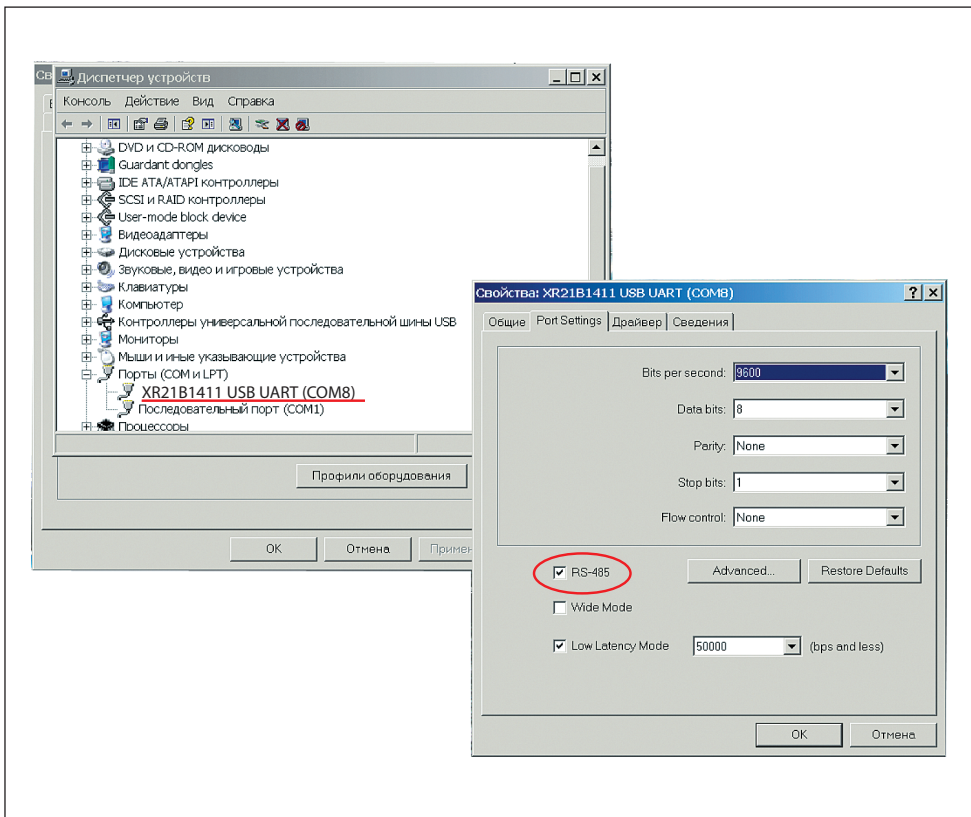 Св
Диспетчер устройств
Консоль Действие Вид Справка
DVD и CD-ROM дисководы
Guardant dongles
IDE ATA/ATAPI контроллеры
SCSI и RAID контроллеры
User-mode block device
Видеоадаптеры
Дисковые устройства
Звуковые, видео и игровые устройства
Клавиатуры
Компьютер
Контроллеры универсальной последовательной шины USB
Мониторы
Мыши и иные указывающие устройства
Порты (COM и LPT)
XR21B1411 USB UART (COM8)
Последовательный порт (COM1)
Процессоры
Профили оборудования
ОК Отмена Примен
Свойства: XR21B1411 USB UART (COM8)
Общие Port Settings Драйвер Сведения
Bits per second: 9600
Data bits: 8
Parity: None
Stop bits: 1
Flow control: None
RS-485 Advanced... Restore Defaults
Wide Mode
Low Latency Mode 50000 (bps and less)
OK Отмена